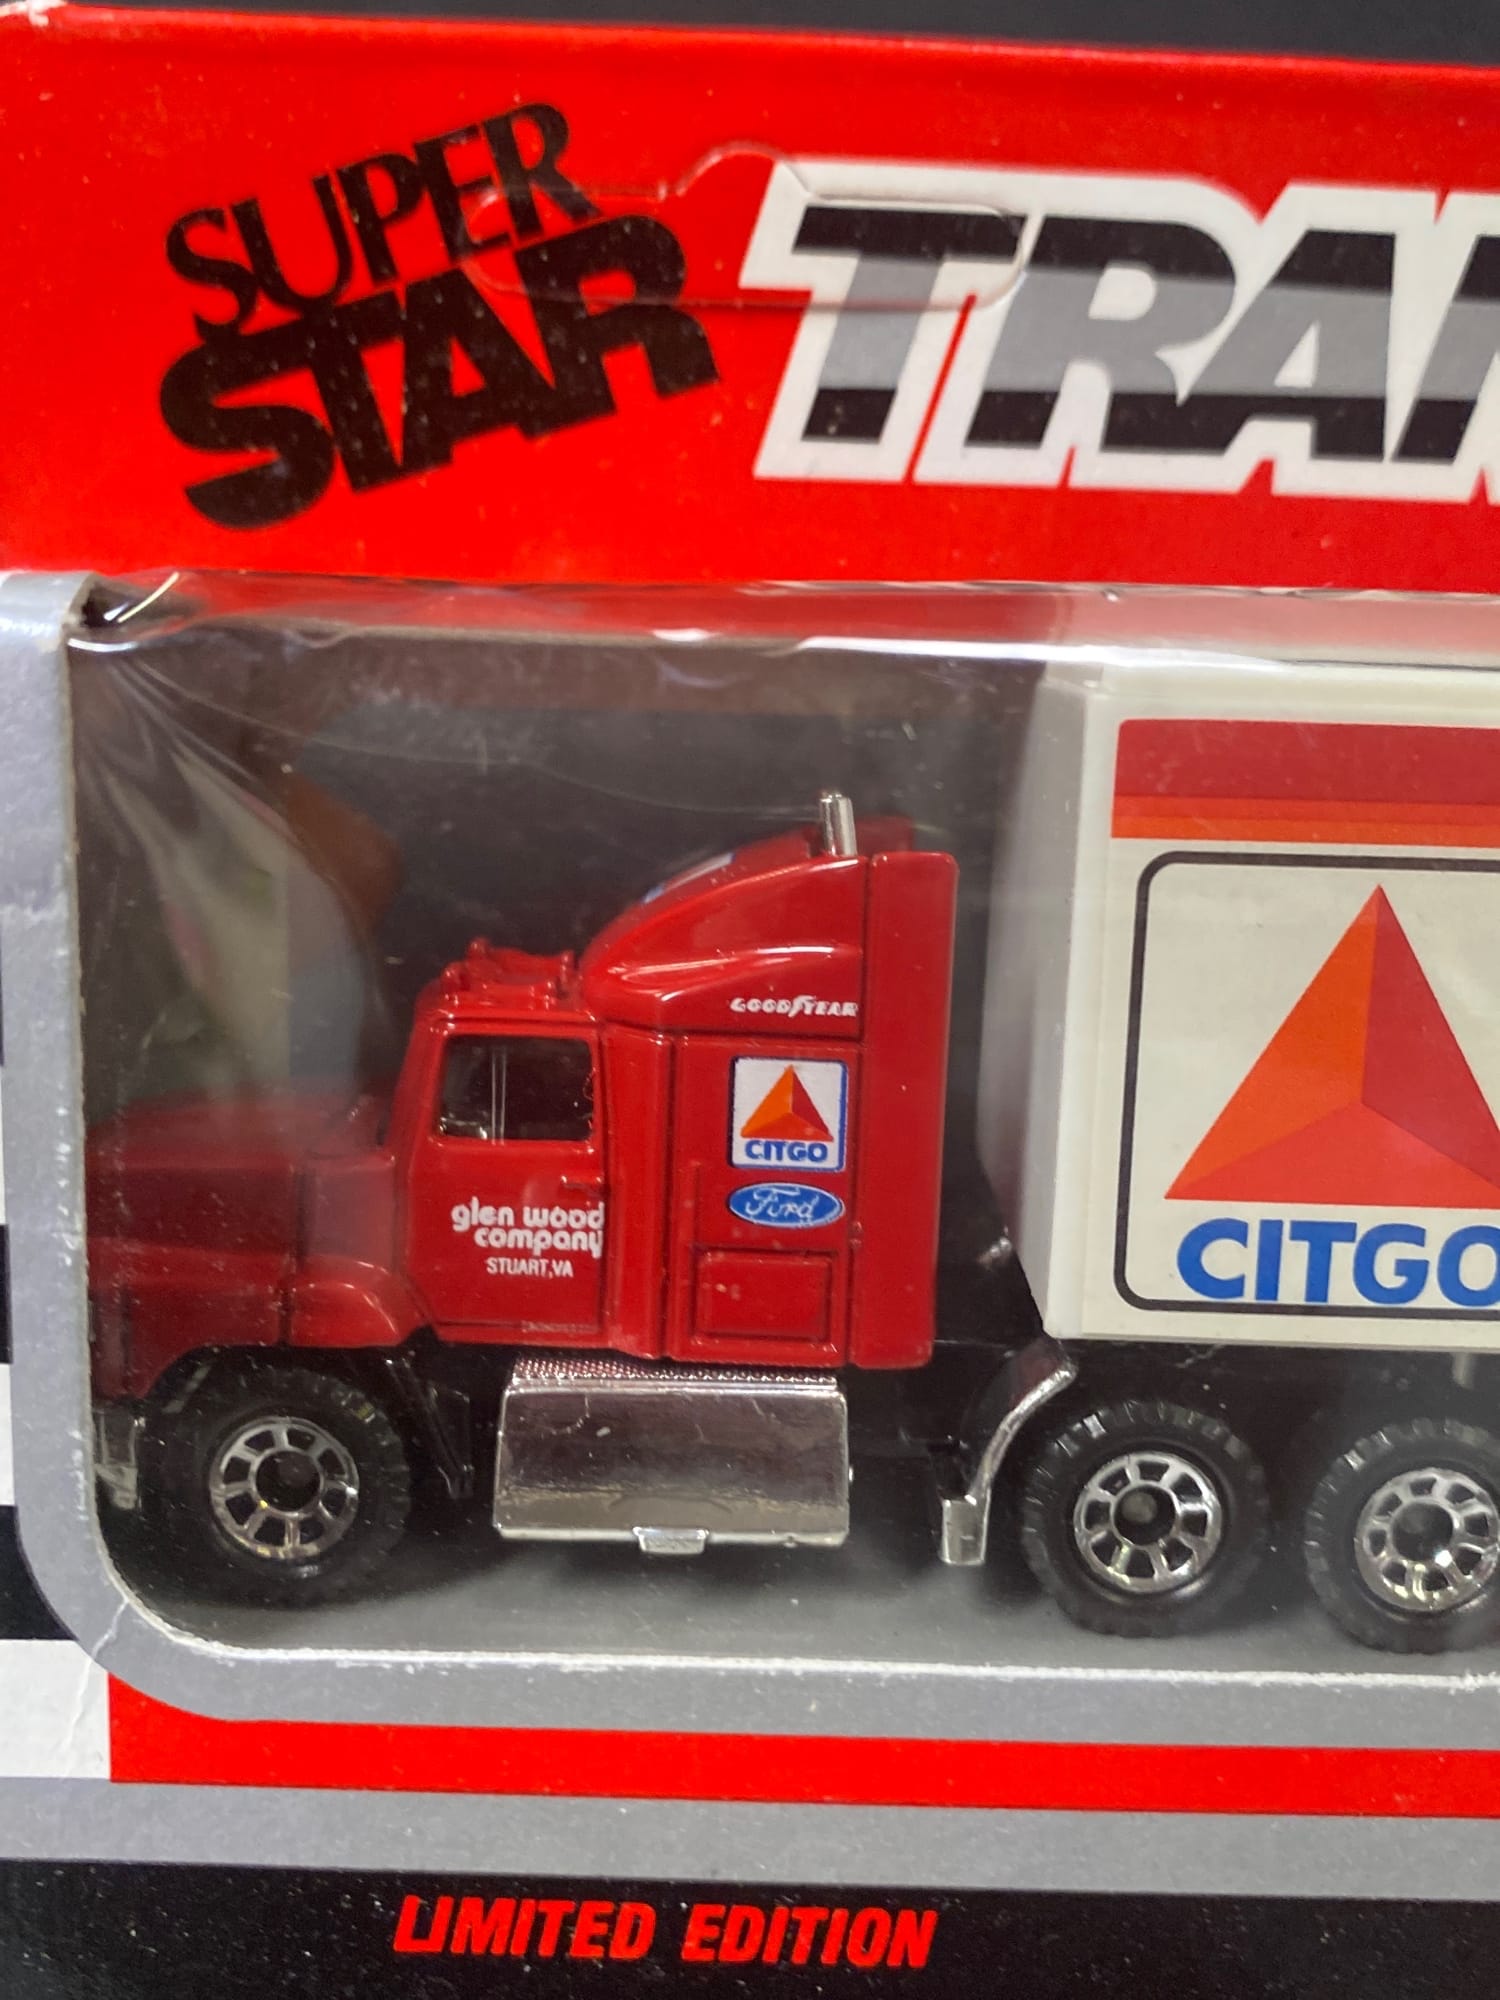 SUPER
STAR
TRA
GOODYEAR
CITGO
Ford
glen wood
company
STUART, VA
CITGO
LIMITED EDITION